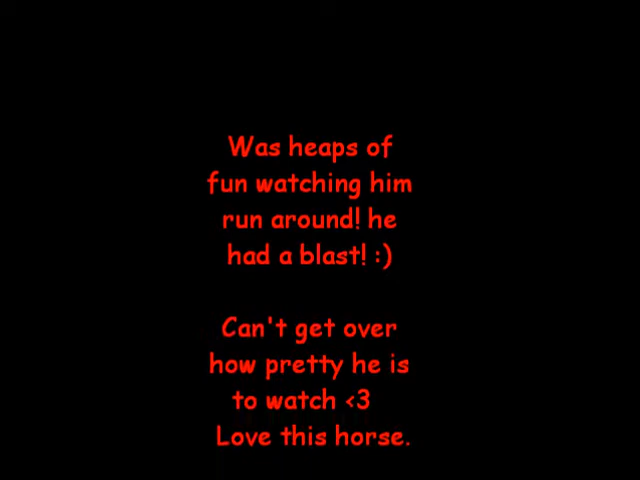 Was heaps of
fun watching him
run around! he
had a blast! :)
Can't get over
how pretty he is
to watch <3
Love this horse.